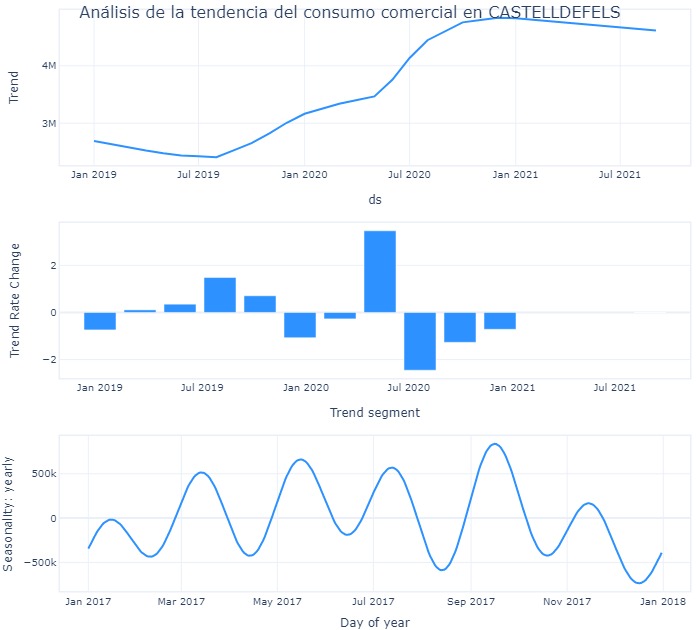 Análisis de la tendencia del consumo comercial en CASTELLDEFELS
4M
3M
Trend
Jan 2019 Jul 2019 Jan 2020 Jul 2020 Jan 2021 Jul 2021
ds
2
0
−2
Trend Rate Change
Jan 2019 Jul 2019 Jan 2020 Jul 2020 Jan 2021 Jul 2021
Trend segment
500k
0
−500k
Seasonality: yearly
Jan 2017 Mar 2017 May 2017 Jul 2017 Sep 2017 Nov 2017 Jan 2018
Day of year